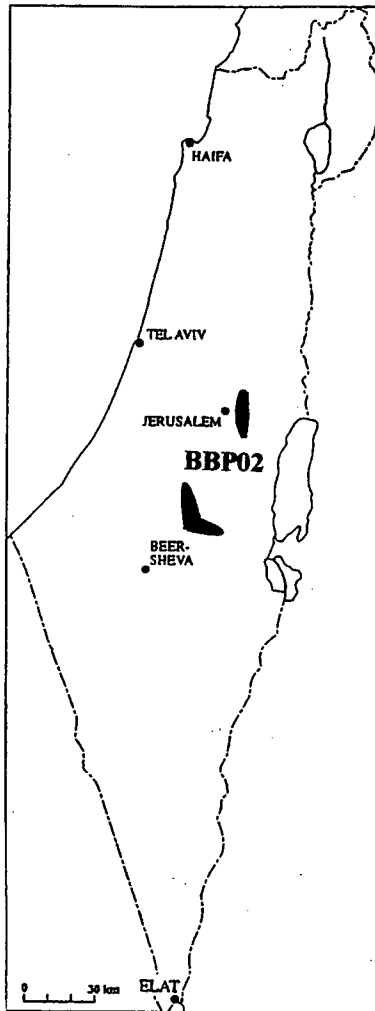 HAIFA
TEL AVIV
JERUSALEM
BBP02
BEER-
SHEVA
0 30 km
ELAT